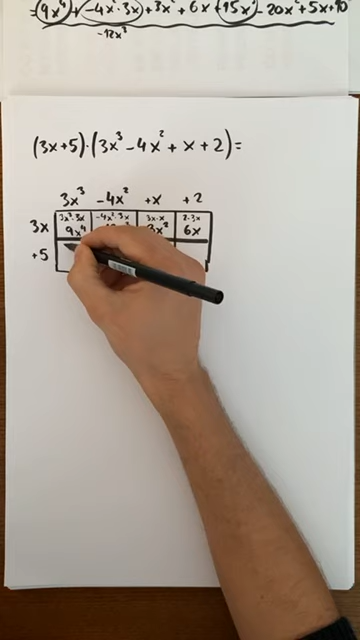 =9x⁴+(-4x²·3x)+3x²+6x+15x³-20x²+5x+10
-12x³
(3x+5)·(3x³-4x²+x+2)=
3x³ -4x² +x +2
3x³·3x -4x²·3x x·3x 2·3x
3x 9x⁴ 3x² 6x
+5